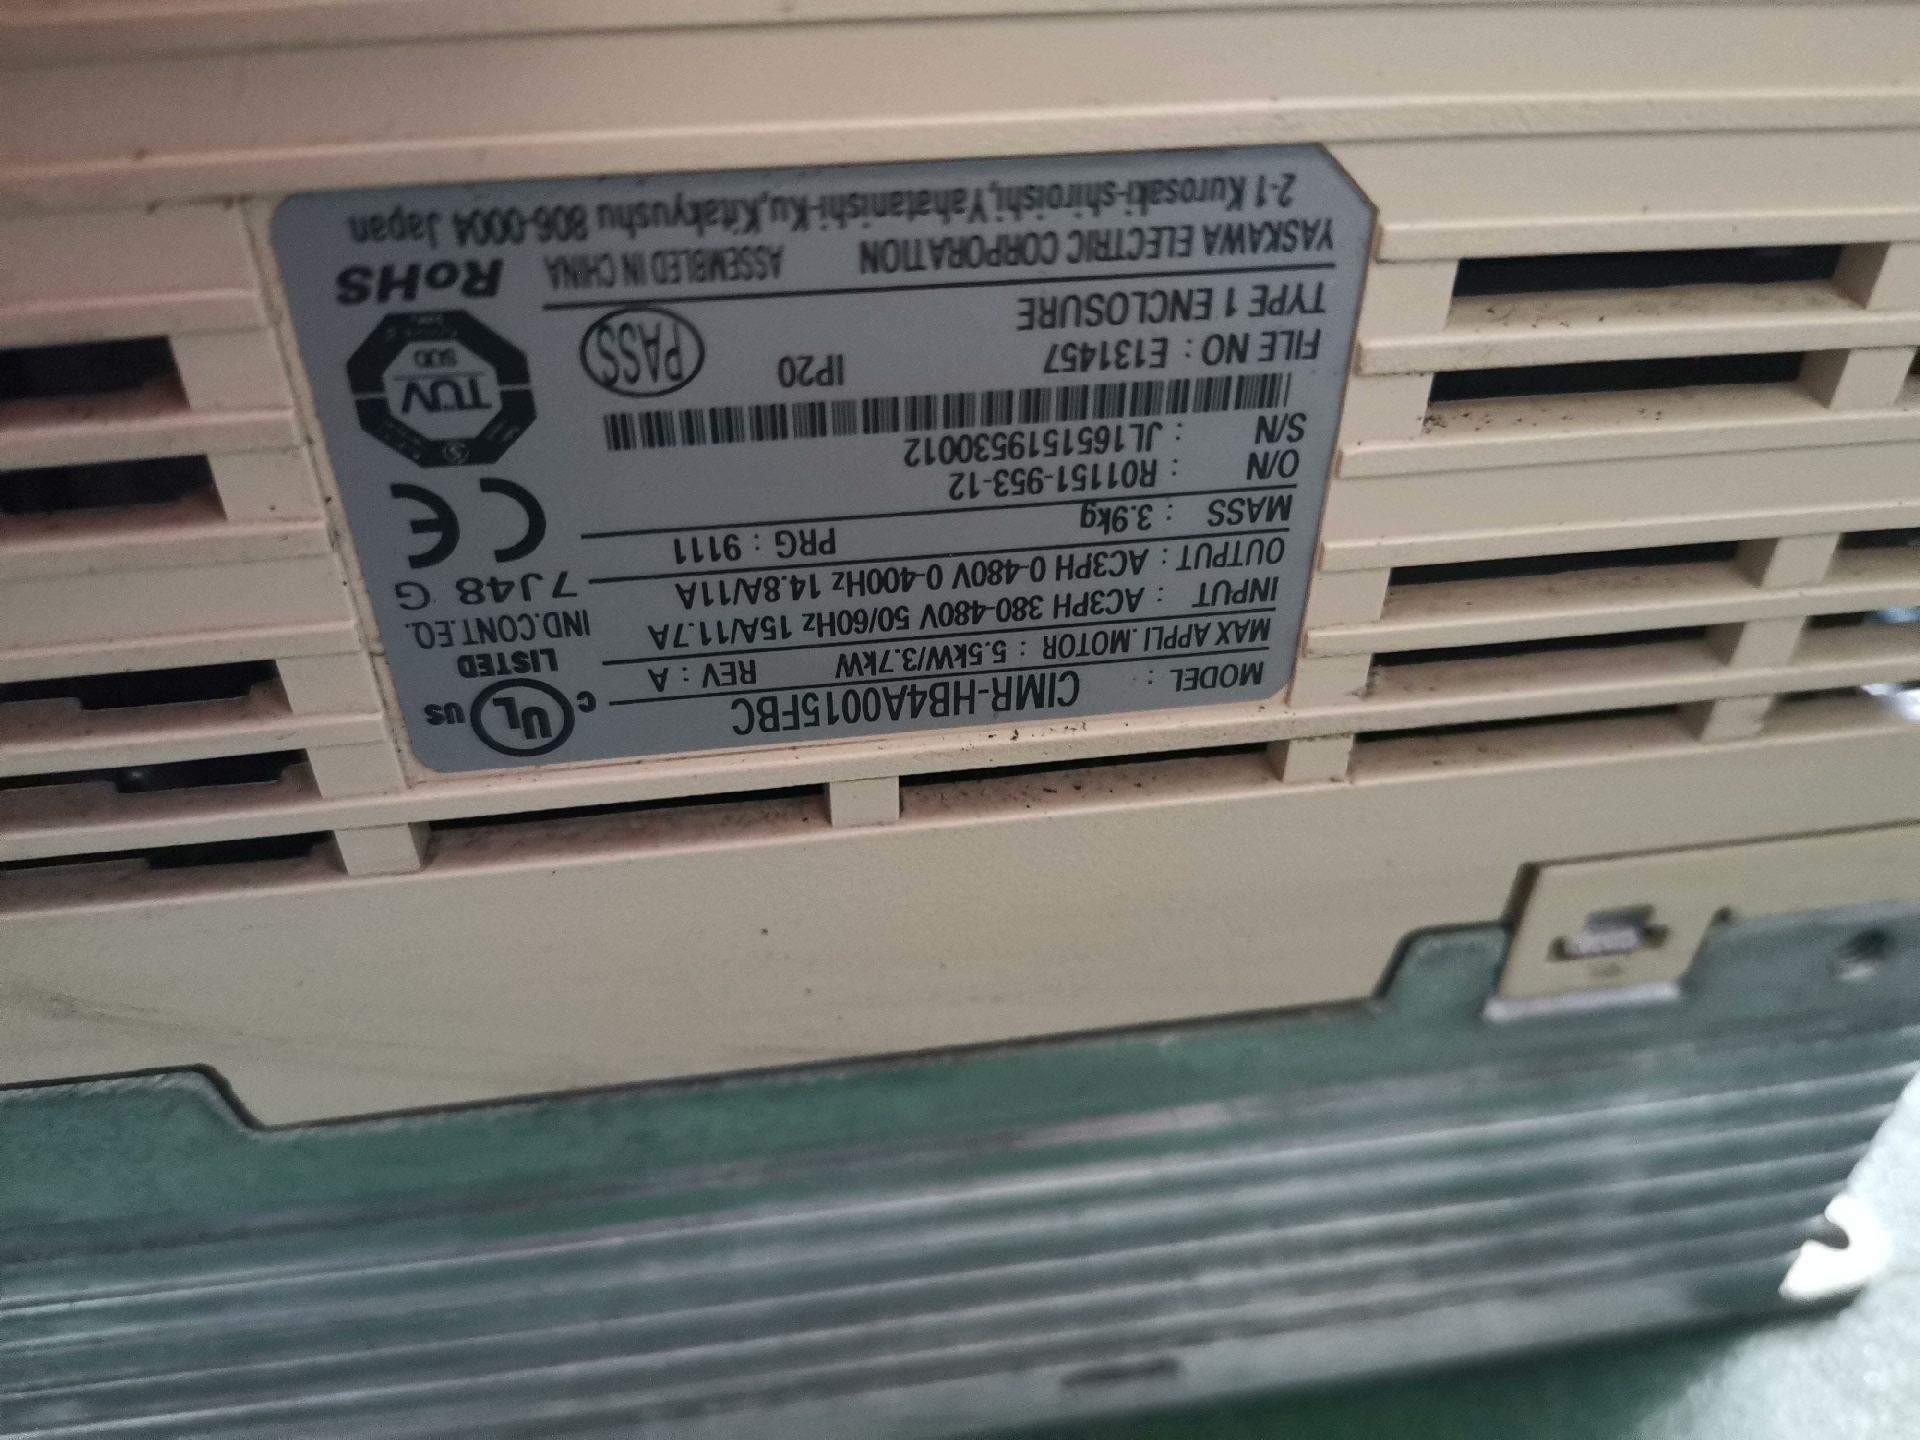 MODEL : CIMR-HB4A0015FBC
MAX APPLI. MOTOR : 5.5kW/3.7kW REV : A
INPUT : AC3PH 380-480V 50/60Hz 15A/11.7A
OUTPUT : AC3PH 0-480V 0-400Hz 14.8A/11A
MASS : 3.9kg PRG : 9111
O/N : R01151-953-12
S/N : JL1651519530012
FILE NO : E131457 IP20
TYPE 1 ENCLOSURE
PASS
YASKAWA ELECTRIC CORPORATION ASSEMBLED IN CHINA
2-1 Kurosaki-shiroishi,Yahatanishi-Ku,Kitakyushu 806-0004 Japan
c UL US
LISTED
IND.CONT.EQ.
7J48 G
CE
TÜV
SÜD
RoHS